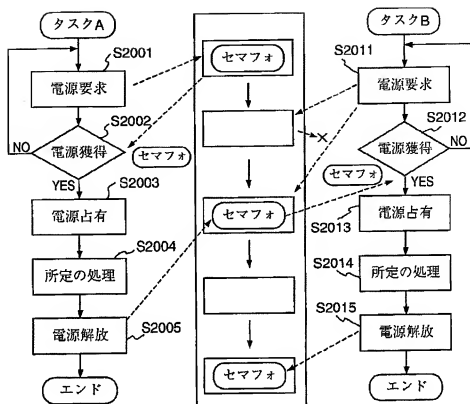 タスクA
S2001
電源要求
S2002
電源獲得
NO
YES
セマフォ
S2003
電源占有
S2004
所定の処理
電源解放
S2005
エンド
セマフォ
×
セマフォ
セマフォ
タスクB
S2011
電源要求
S2012
電源獲得
NO
セマフォ
YES
電源占有
S2013
S2014
所定の処理
S2015
電源解放
エンド